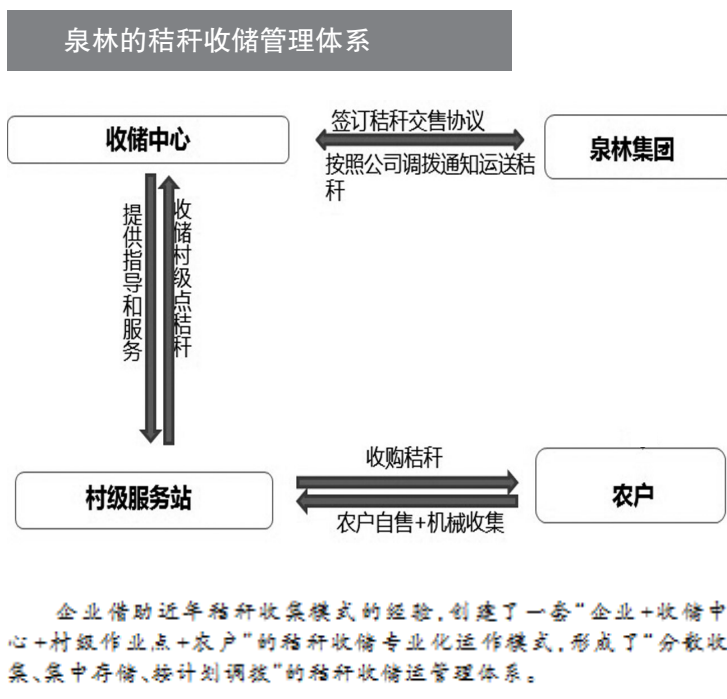 泉林的秸秆收储管理体系
收储中心
签订秸秆交售协议
按照公司调拨通知运送秸
秆
泉林集团
提供指导和服务
收储村级点秸秆
村级服务站
收购秸秆
农户自售+机械收集
农户
企业借助近年秸秆收集模式的经验,创建了一套“企业+收储中
心+村级作业点+农户”的秸秆收储专业化运作模式,形成了“分散收
集、集中存储、按计划调拨”的秸秆收储运管理体系。